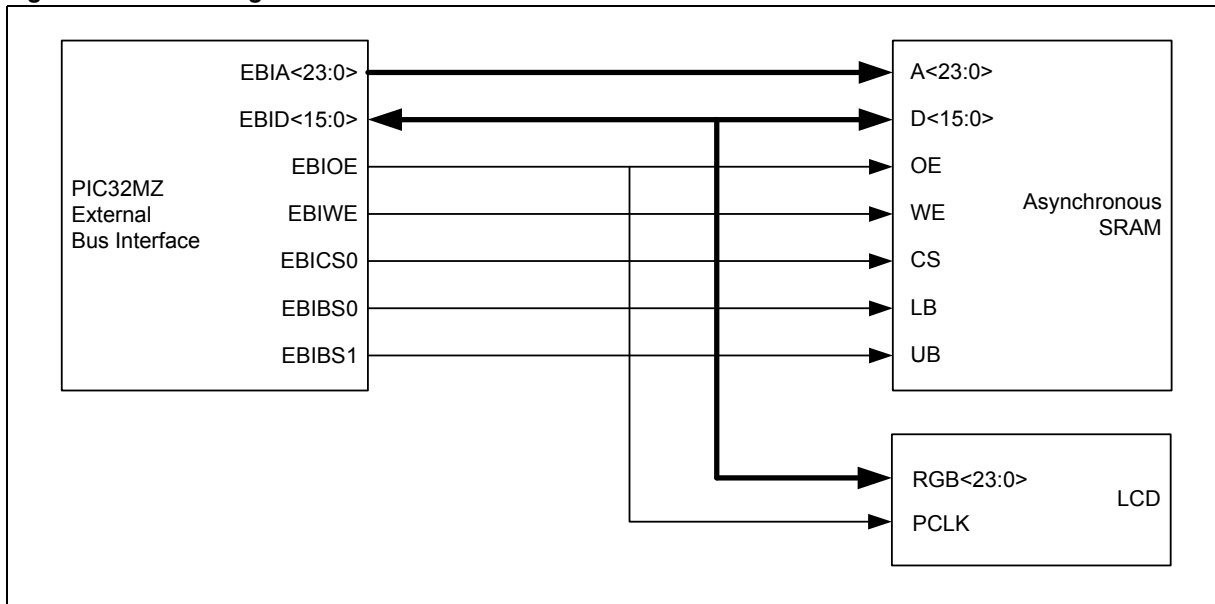 EBIA<23:0>
EBID<15:0>
EBIOE
EBIWE
EBICS0
EBIBS0
EBIBS1
PIC32MZ
External
Bus Interface
A<23:0>
D<15:0>
OE
WE
CS
LB
UB
Asynchronous
SRAM
RGB<23:0>
LCD
PCLK